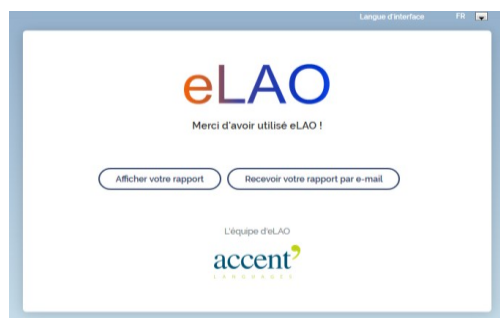 Langue d'interface FR
eLAO
Merci d'avoir utilisé eLAO !
Afficher votre rapport Recevoir votre rapport par e-mail
L'équipe d'eLAO
accent
LANGUAGES